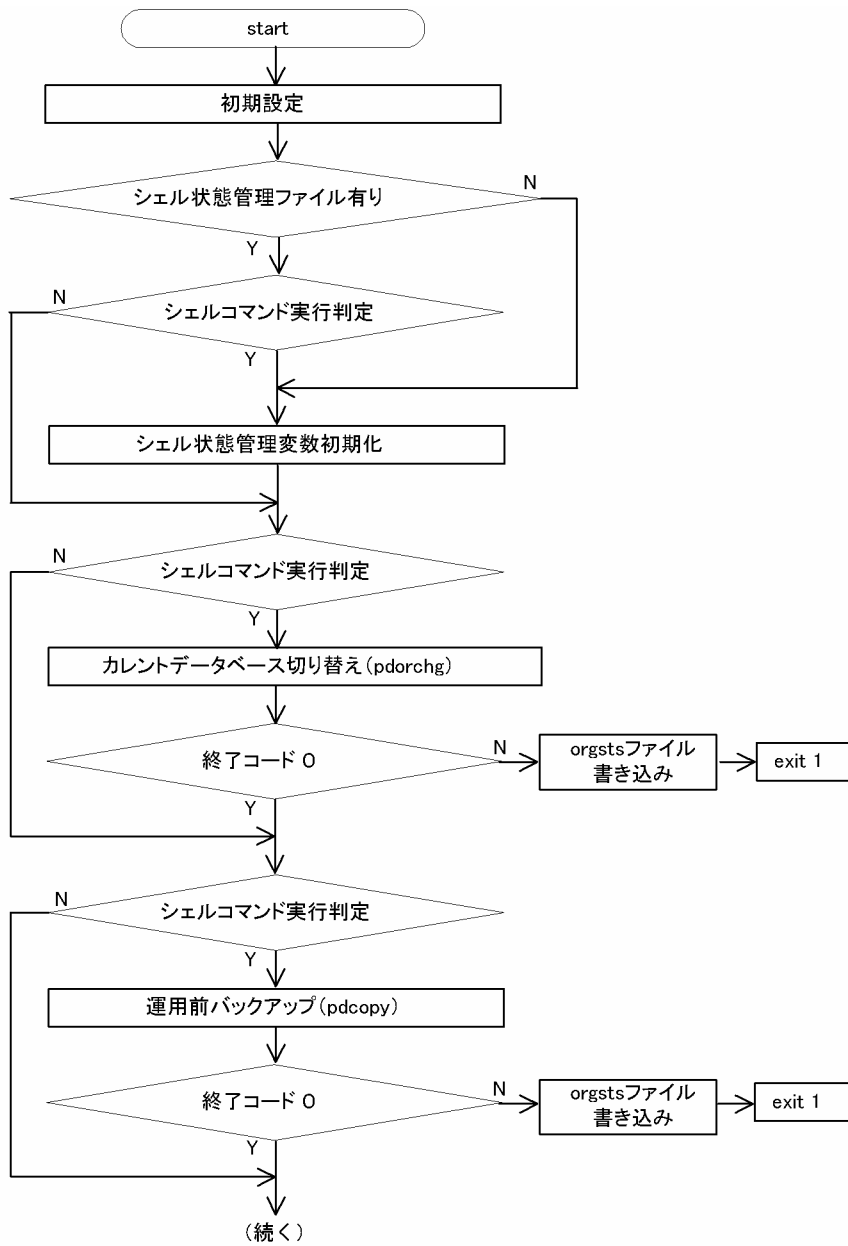 start
初期設定
シェル状態管理ファイル有り
N
Y
N
シェルコマンド実行判定
Y
シェル状態管理変数初期化
N
シェルコマンド実行判定
Y
カレントデータベース切り替え(pdorchg)
終了コード 0
N
orgstsファイル
書き込み
exit 1
Y
N
シェルコマンド実行判定
Y
運用前バックアップ(pdcopy)
終了コード 0
N
orgstsファイル
書き込み
exit 1
Y
(続く)